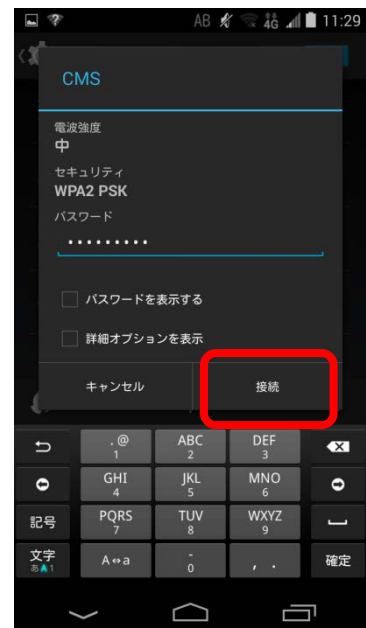 AB 4G 11:29
CMS
電波強度
中
セキュリティ
WPA2 PSK
パスワード
•••••••••
パスワードを表示する
詳細オプションを表示
キャンセル 接続
. @ ABC DEF
1 2 3
GHI JKL MNO
4 5 6
記号 PQRS TUV WXYZ
7 8 9
文字 A⇔a - , .
あA1 0 確定